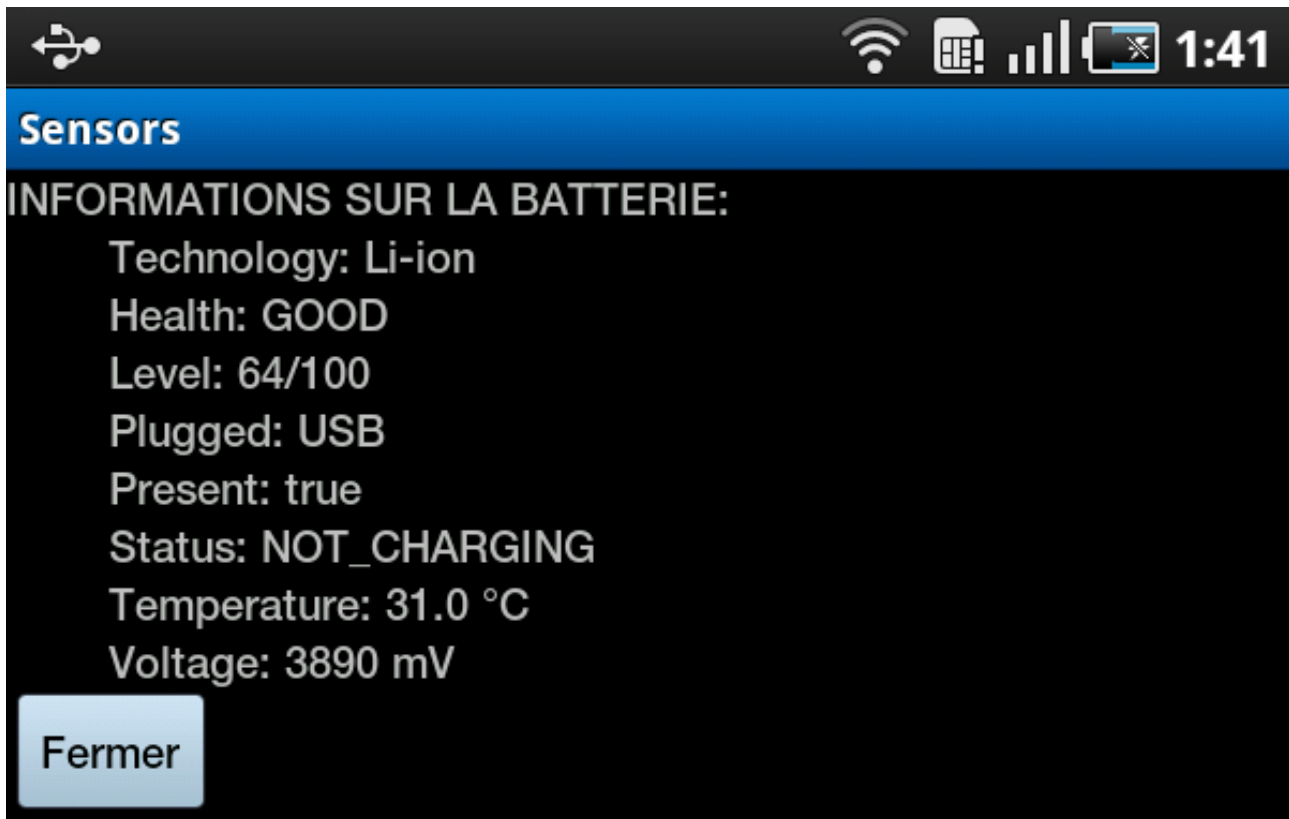 1:41
Sensors
INFORMATIONS SUR LA BATTERIE:
Technology: Li-ion
Health: GOOD
Level: 64/100
Plugged: USB
Present: true
Status: NOT_CHARGING
Temperature: 31.0 °C
Voltage: 3890 mV
Fermer